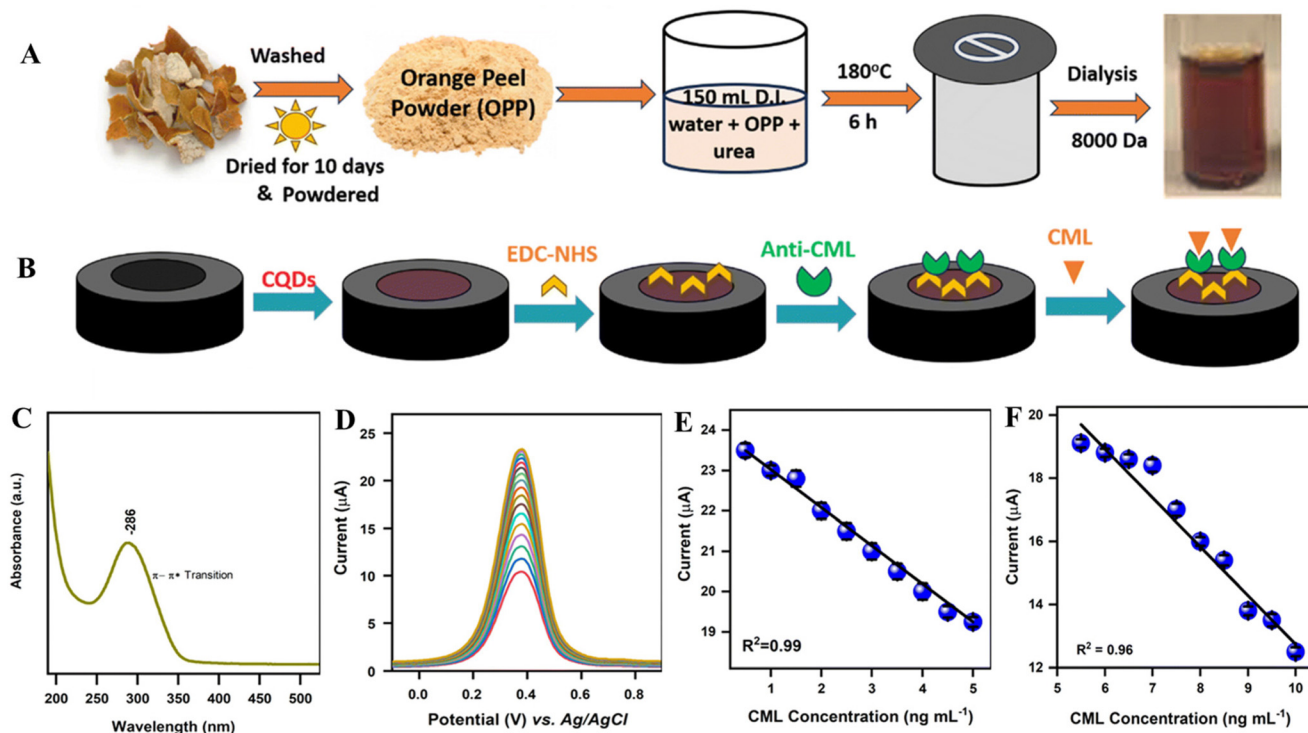 A
Washed
Dried for 10 days
& Powdered
Orange Peel
Powder (OPP)
150 mL D.I.
water + OPP +
urea
180°C
6 h
Dialysis
8000 Da
B
CQDs
EDC-NHS
Anti-CML
CML
C
Absorbance (a.u.)
-286
π– π* Transition
200 250 300 350 400 450 500
Wavelength (nm)
D
Current (μA)
25
20
15
10
5
0
0.0 0.2 0.4 0.6 0.8
Potential (V) vs. Ag/AgCl
E
Current (μA)
24
23
22
21
20
19
R²=0.99
1 2 3 4 5
CML Concentration (ng mL⁻¹)
F
Current (μA)
20
18
16
14
12
R² = 0.96
5 6 7 8 9 10
CML Concentration (ng mL⁻¹)